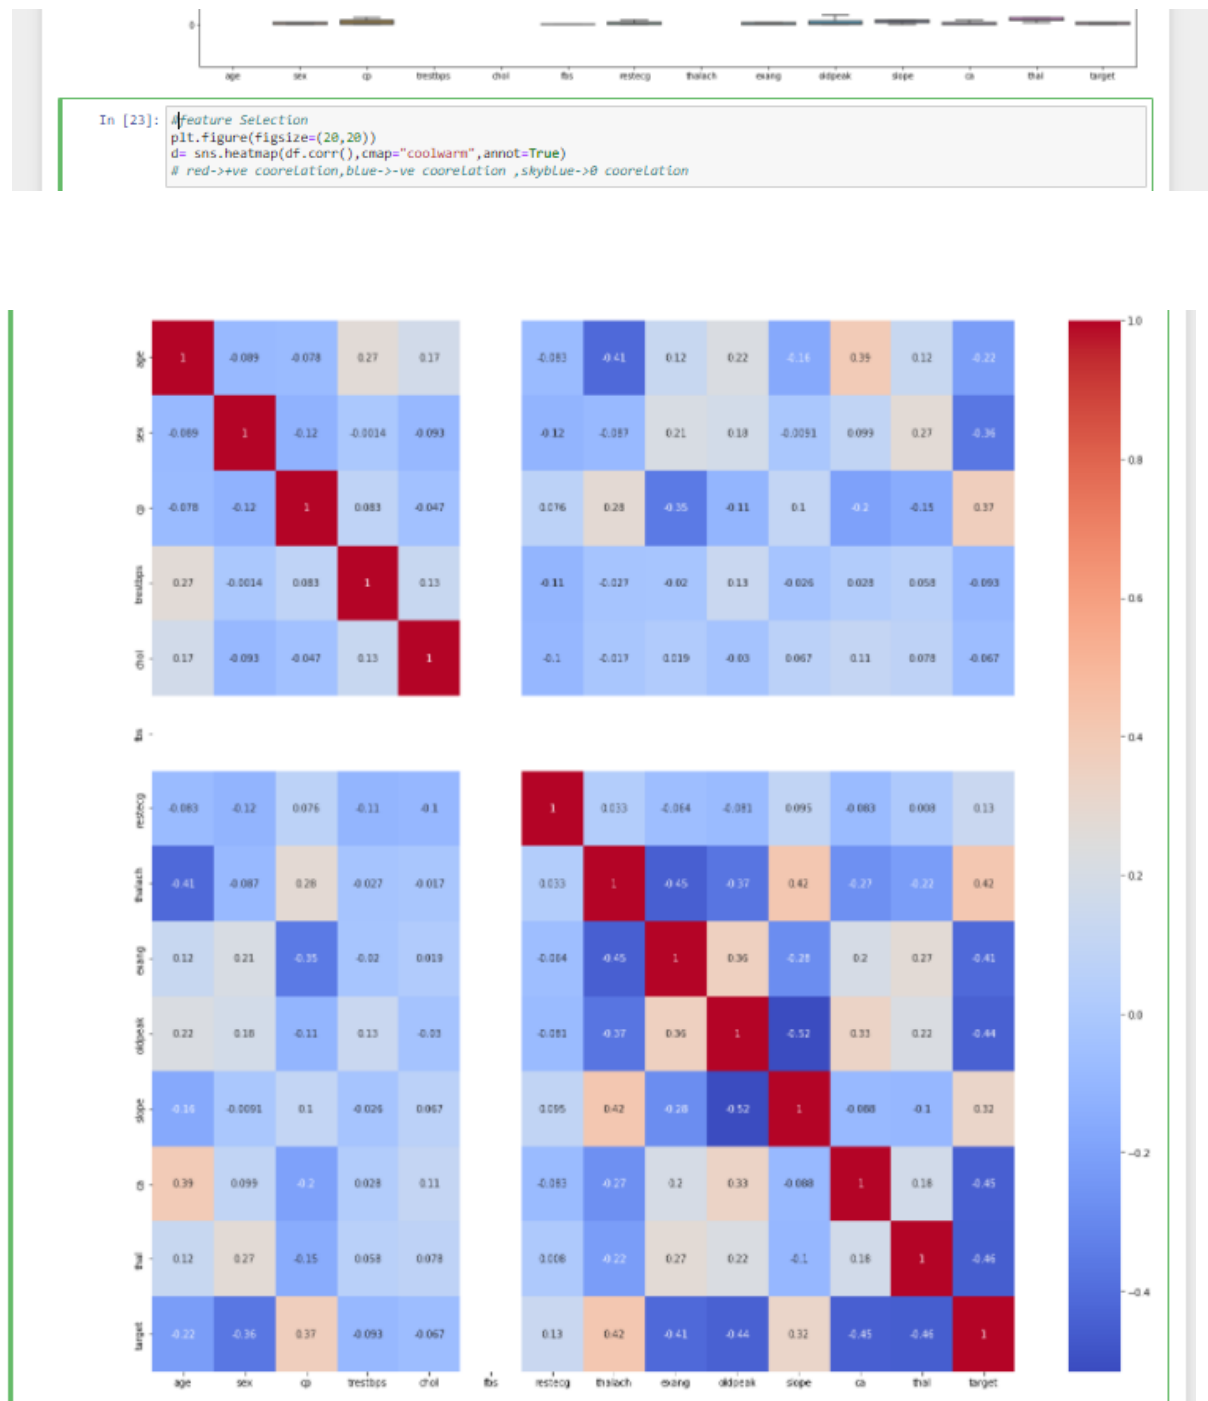 0
age sex cp trestbps chol fbs restecg thalach exang oldpeak slope ca thal target
In [23]: #feature Selection
plt.figure(figsize=(20,20))
d= sns.heatmap(df.corr(),cmap="coolwarm",annot=True)
# red->+ve coorelation,blue->-ve coorelation ,skyblue->0 coorelation
1.0
age 1 -0.089 -0.078 0.27 0.17 -0.083 -0.41 0.12 0.22 -0.16 0.39 0.12 -0.22
sex -0.089 1 -0.12 -0.0014 -0.093 -0.12 -0.087 0.21 0.18 -0.0091 0.099 0.27 -0.36
0.8
cp -0.078 -0.12 1 0.083 -0.047 0.076 0.28 -0.35 -0.11 0.1 -0.2 -0.15 0.37
trestbps 0.27 -0.0014 0.083 1 0.13 -0.11 -0.027 -0.02 0.13 -0.026 0.028 0.058 -0.093
0.6
chol 0.17 -0.093 -0.047 0.13 1 -0.1 -0.017 0.019 -0.03 0.067 0.11 0.078 -0.067
fbs
0.4
restecg -0.083 -0.12 0.076 -0.11 -0.1 1 0.033 -0.064 -0.081 0.095 -0.083 0.008 0.13
thalach -0.41 -0.087 0.28 -0.027 -0.017 0.033 1 -0.45 -0.37 0.42 -0.27 -0.22 0.42
0.2
exang 0.12 0.21 -0.35 -0.02 0.019 -0.064 -0.45 1 0.36 -0.28 0.2 0.27 -0.41
0.0
oldpeak 0.22 0.18 -0.11 0.13 -0.03 -0.081 -0.37 0.36 1 -0.52 0.33 0.22 -0.44
slope -0.16 -0.0091 0.1 -0.026 0.067 0.095 0.42 -0.28 -0.52 1 -0.088 -0.1 0.32
-0.2
ca 0.39 0.099 -0.2 0.028 0.11 -0.083 -0.27 0.2 0.33 -0.088 1 0.18 -0.45
thal 0.12 0.27 -0.15 0.058 0.078 0.008 -0.22 0.27 0.22 -0.1 0.16 1 -0.46
-0.4
target -0.22 -0.36 0.37 -0.093 -0.067 0.13 0.42 -0.41 -0.44 0.32 -0.45 -0.46 1
age sex cp trestbps chol fbs restecg thalach exang oldpeak slope ca thal target